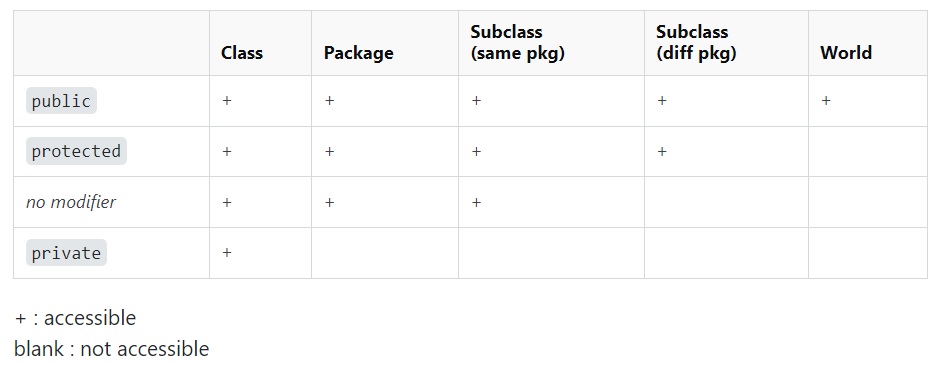 Class Package Subclass (same pkg) Subclass (diff pkg) World
public + + + + +
protected + + + +
no modifier + + +
private +
+ : accessible
blank : not accessible